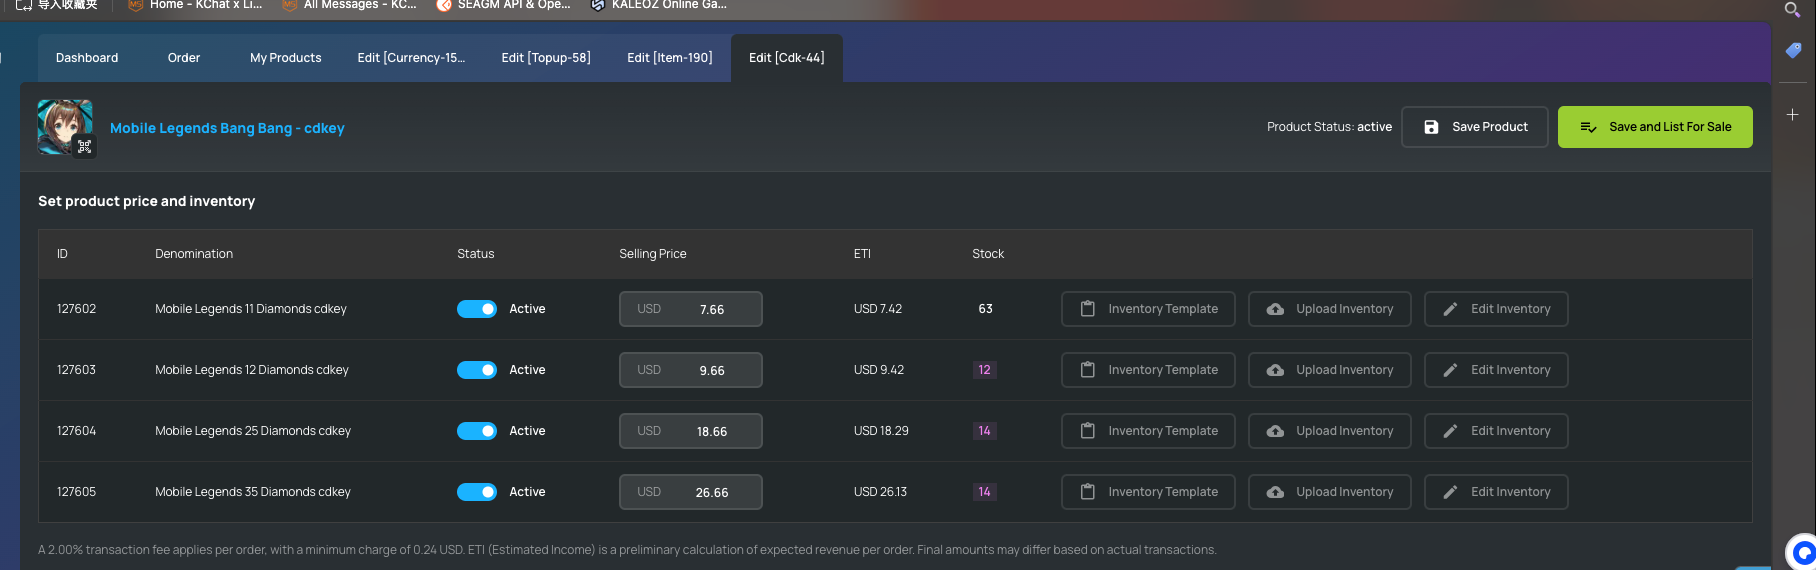 导入收藏夹 Home - KChat x Li... All Messages - KC... SEAGM API & Ope... KALEOZ Online Ga...
Dashboard Order My Products Edit [Currency-15... Edit [Topup-58] Edit [Item-190] Edit [Cdk-44]
Mobile Legends Bang Bang - cdkey Product Status: active Save Product Save and List For Sale
Set product price and inventory
ID Denomination Status Selling Price ETI Stock
127602 Mobile Legends 11 Diamonds cdkey Active USD 7.66 USD 7.42 63 Inventory Template Upload Inventory Edit Inventory
127603 Mobile Legends 12 Diamonds cdkey Active USD 9.66 USD 9.42 12 Inventory Template Upload Inventory Edit Inventory
127604 Mobile Legends 25 Diamonds cdkey Active USD 18.66 USD 18.29 14 Inventory Template Upload Inventory Edit Inventory
127605 Mobile Legends 35 Diamonds cdkey Active USD 26.66 USD 26.13 14 Inventory Template Upload Inventory Edit Inventory
A 2.00% transaction fee applies per order, with a minimum charge of 0.24 USD. ETI (Estimated Income) is a preliminary calculation of expected revenue per order. Final amounts may differ based on actual transactions.